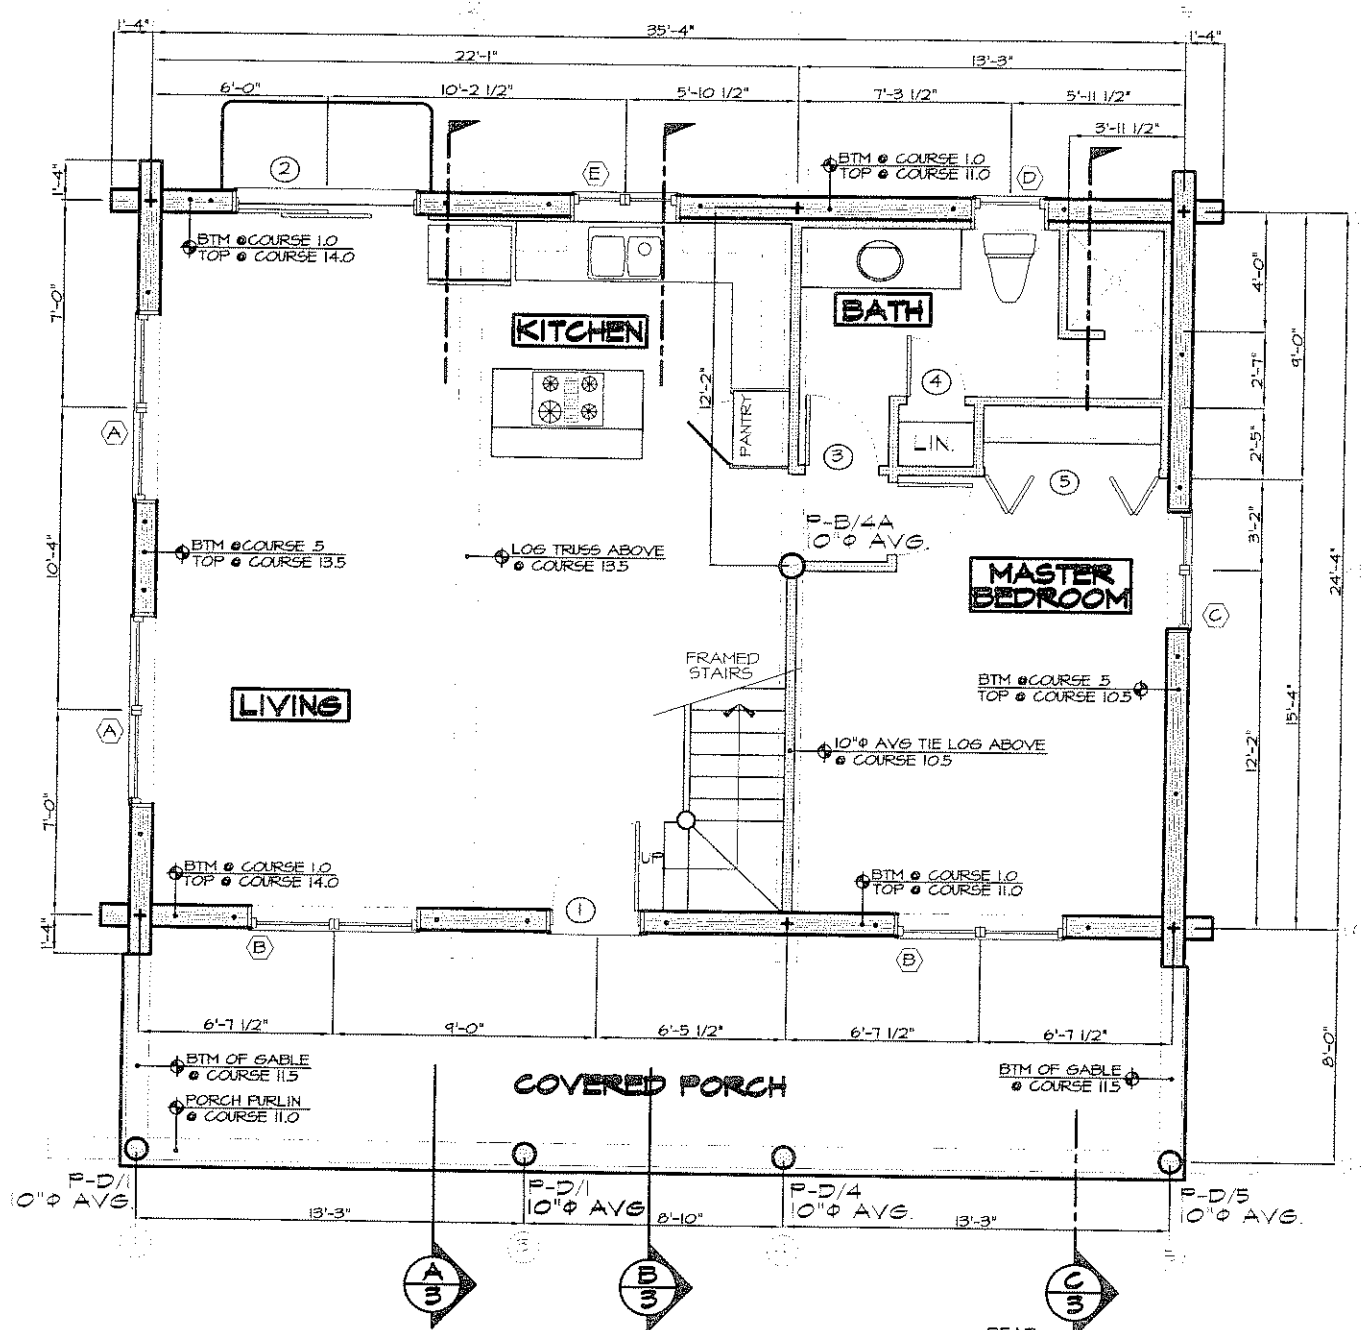 1'-4"
35'-4"
1'-4"
22'-1"
13'-3"
6'-0"
10'-2 1/2"
5'-10 1/2"
7'-3 1/2"
5'-11 1/2"
3'-11 1/2"
1'-4"
2
E
BTM @ COURSE 1.0
TOP @ COURSE 11.0
D
BTM @ COURSE 1.0
TOP @ COURSE 14.0
7'-0"
KITCHEN
BATH
4'-0"
9'-0"
2'-7"
12'-2"
4
A
PANTRY
3
LIN.
5
2'-5"
P-B/4A
10"Φ AVG.
3'-2"
BTM @ COURSE .5
TOP @ COURSE 13.5
LOG TRUSS ABOVE
@ COURSE 13.5
10'-4"
MASTER
BEDROOM
24'-4"
C
FRAMED
STAIRS
BTM @ COURSE .5
TOP @ COURSE 10.5
LIVING
A
15'-4"
10"Φ AVG TIE LOG ABOVE
@ COURSE 10.5
12'-2"
7'-0"
UP
BTM @ COURSE 1.0
TOP @ COURSE 14.0
BTM @ COURSE 1.0
TOP @ COURSE 11.0
1
1'-4"
B
B
6'-7 1/2"
9'-0"
6'-5 1/2"
6'-7 1/2"
6'-7 1/2"
8'-0"
BTM OF GABLE
@ COURSE 11.5
COVERED PORCH
BTM OF GABLE
@ COURSE 11.5
PORCH PURLIN
@ COURSE 11.0
P-D/1
10"Φ AVG.
P-D/1
10"Φ AVG
P-D/4
10"Φ AVG.
P-D/5
10"Φ AVG.
13'-3"
8'-10"
13'-3"
A
3
B
3
C
3